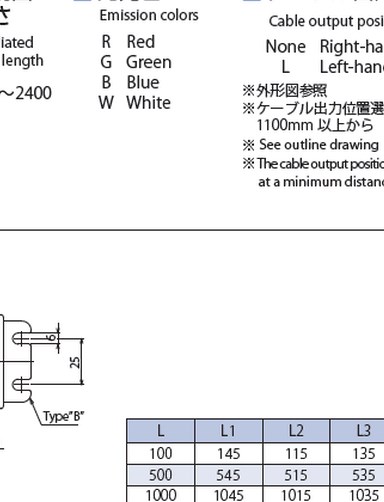 さ
Emission colors
iated
length
～2400
R Red
G Green
B Blue
W White
Cable output posi
None Right-ha
L Left-han
※外形図参照
※ケーブル出力位置選
1100mm 以上から
※ See outline drawing
※ The cable output positio
at a minimum distanc
6
25
Type"B"
L L1 L2 L3
100 145 115 135
500 545 515 535
1000 1045 1015 1035